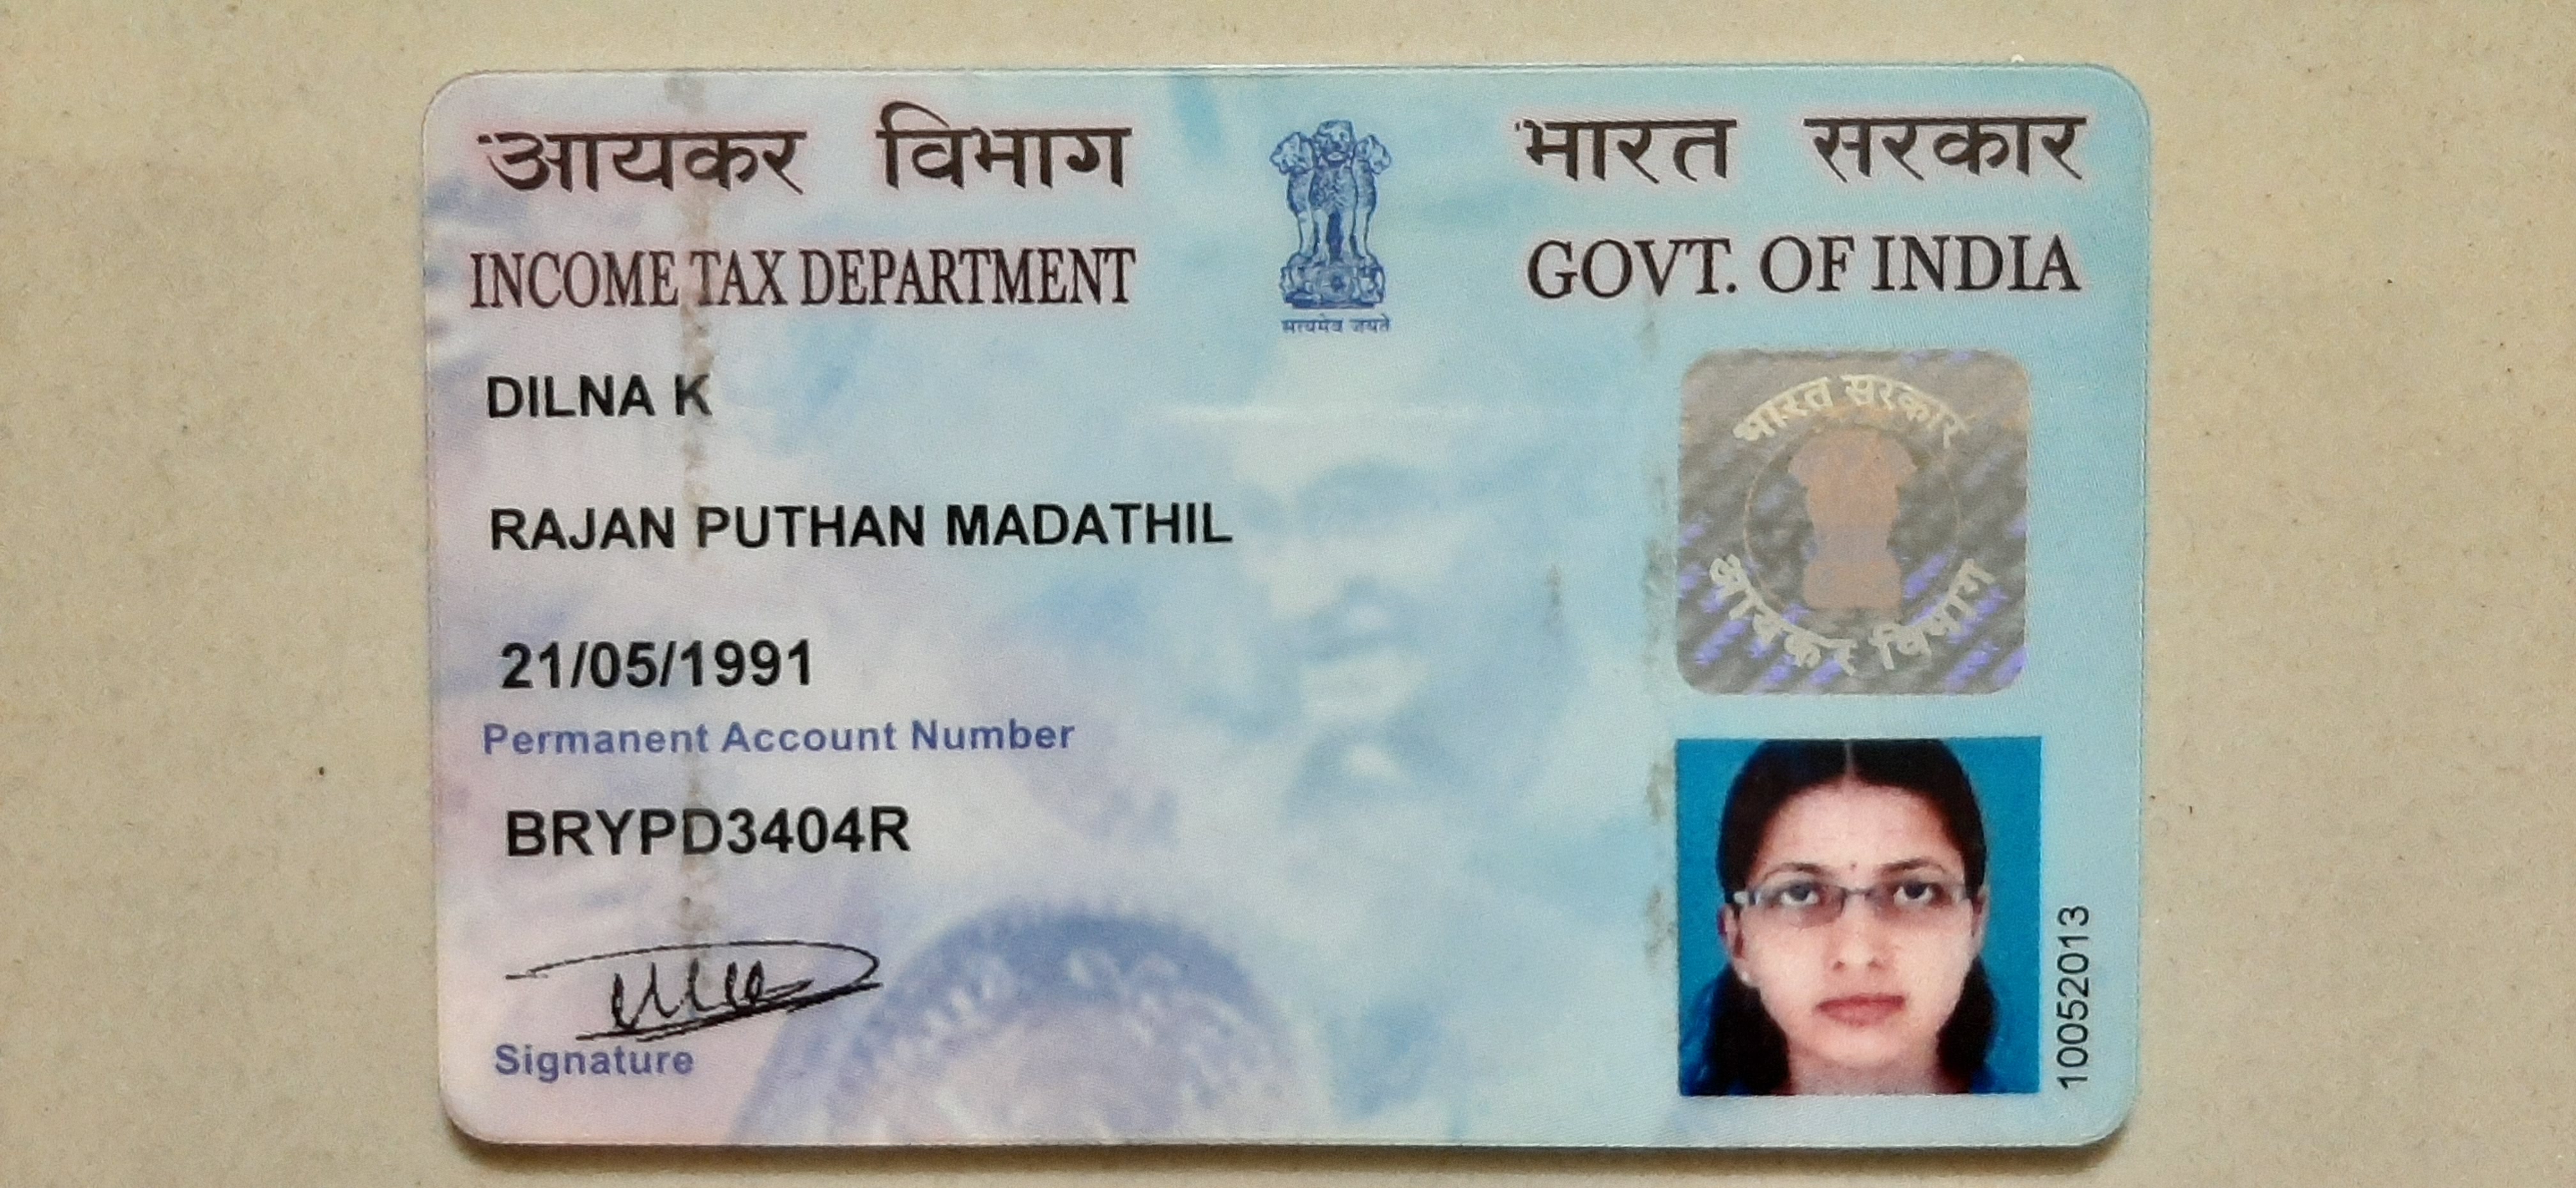 आयकर विभाग
INCOME TAX DEPARTMENT
सत्यमेव जयते
भारत सरकार
GOVT. OF INDIA
DILNA K
RAJAN PUTHAN MADATHIL
21/05/1991
Permanent Account Number
BRYPD3404R
Signature
भारत सरकार
आयकर विभाग
10052013